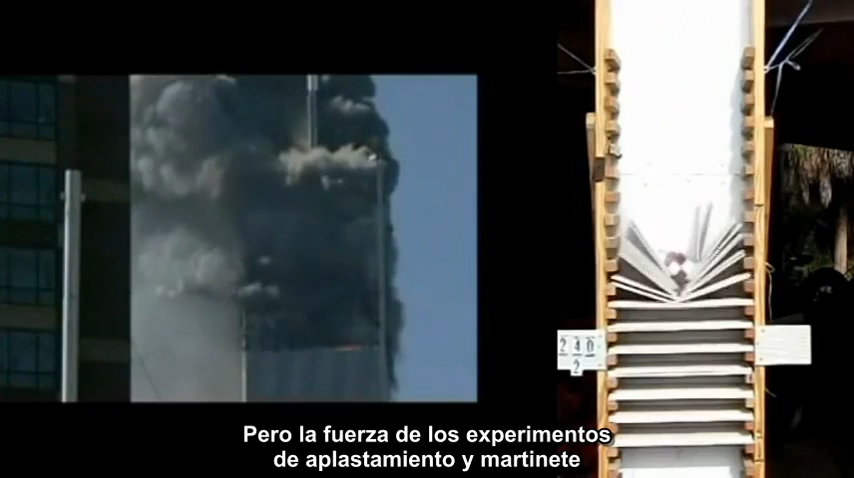 2 4 0
2
Pero la fuerza de los experimentos
de aplastamiento y martinete